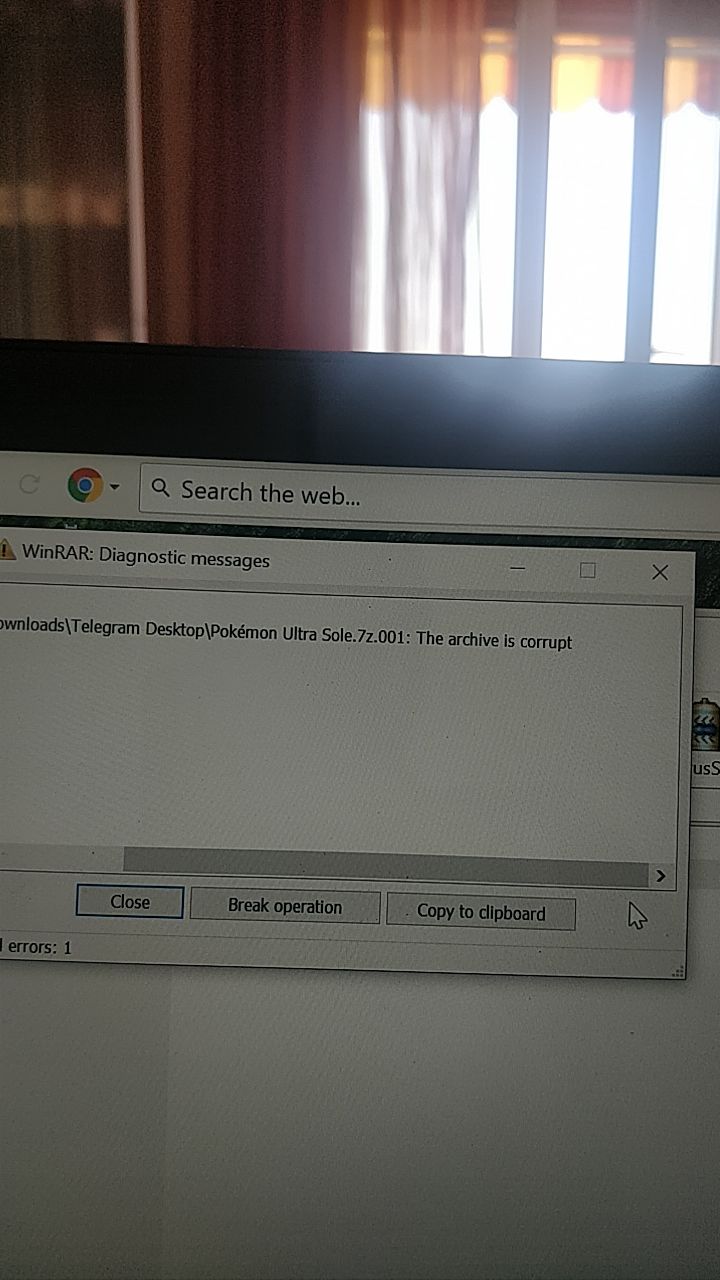 Search the web...
WinRAR: Diagnostic messages
ownloads\Telegram Desktop\Pokémon Ultra Sole.7z.001: The archive is corrupt
usS
Close
Break operation
Copy to clipboard
errors: 1